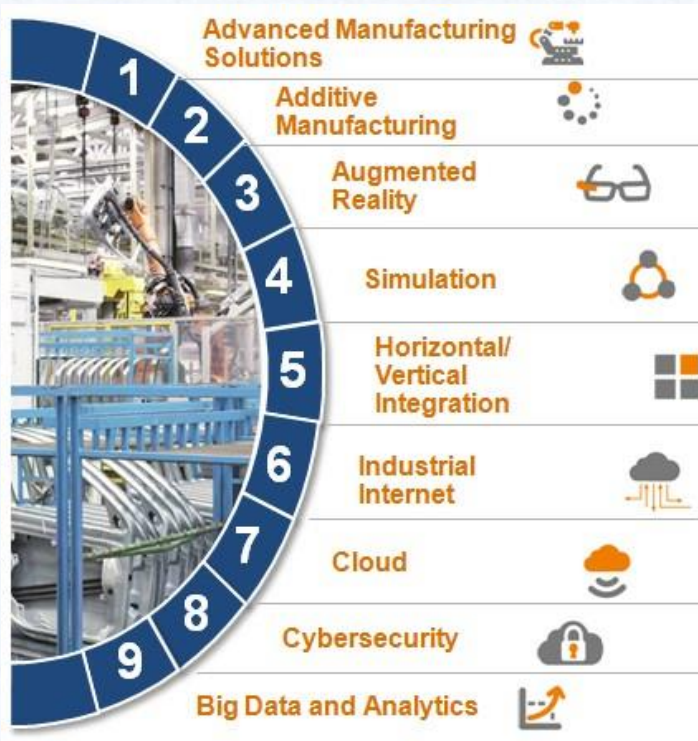 1
Advanced Manufacturing
Solutions
2
Additive
Manufacturing
3
Augmented
Reality
4
Simulation
5
Horizontal/
Vertical
Integration
6
Industrial
Internet
7
Cloud
8
Cybersecurity
9
Big Data and Analytics